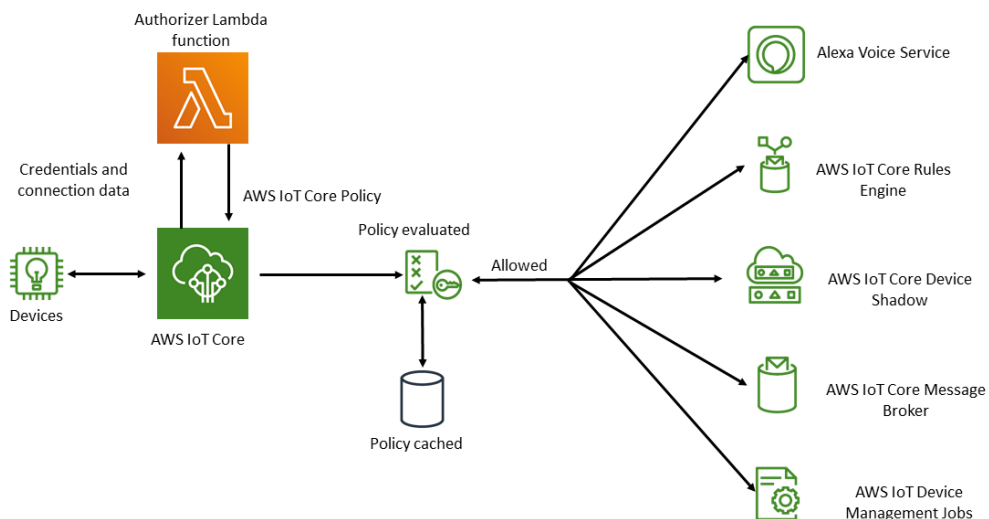 Authorizer Lambda
function
Alexa Voice Service
Credentials and
connection data
AWS IoT Core Policy
AWS IoT Core Rules
Engine
Policy evaluated
Allowed
Devices
AWS IoT Core
AWS IoT Core Device
Shadow
Policy cached
AWS IoT Core Message
Broker
AWS IoT Device
Management Jobs